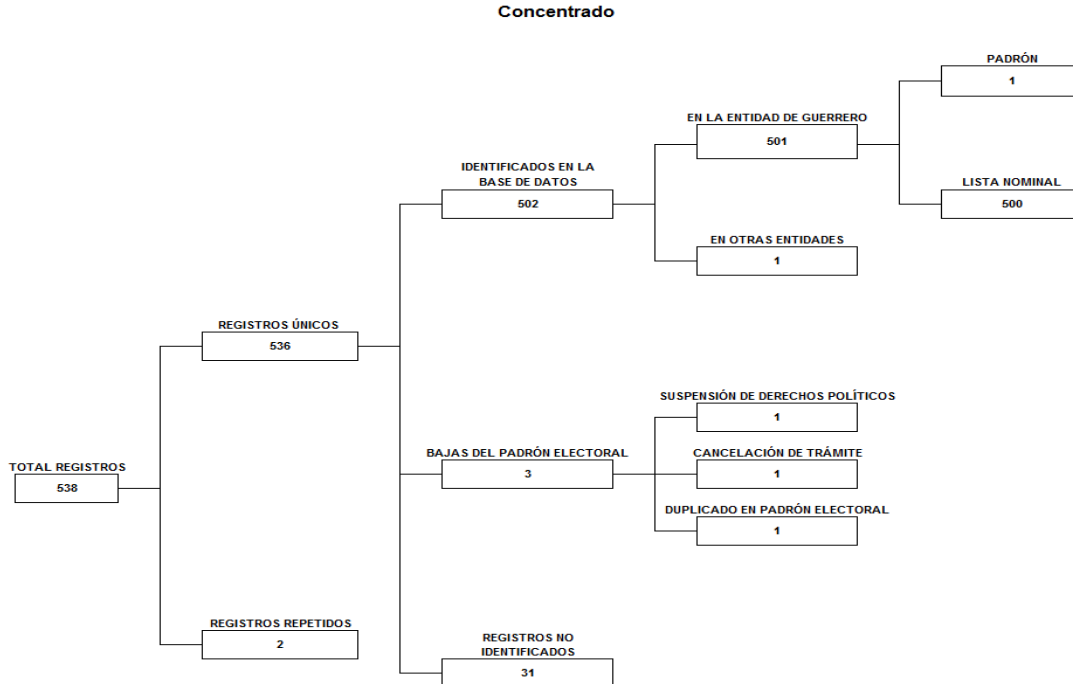 Concentrado
PADRÓN
1
EN LA ENTIDAD DE GUERRERO
501
IDENTIFICADOS EN LA
BASE DE DATOS
502
LISTA NOMINAL
500
EN OTRAS ENTIDADES
1
REGISTROS ÚNICOS
536
SUSPENSIÓN DE DERECHOS POLÍTICOS
1
BAJAS DEL PADRÓN ELECTORAL
3
CANCELACIÓN DE TRÁMITE
1
TOTAL REGISTROS
538
DUPLICADO EN PADRÓN ELECTORAL
1
REGISTROS REPETIDOS
2
REGISTROS NO
IDENTIFICADOS
31